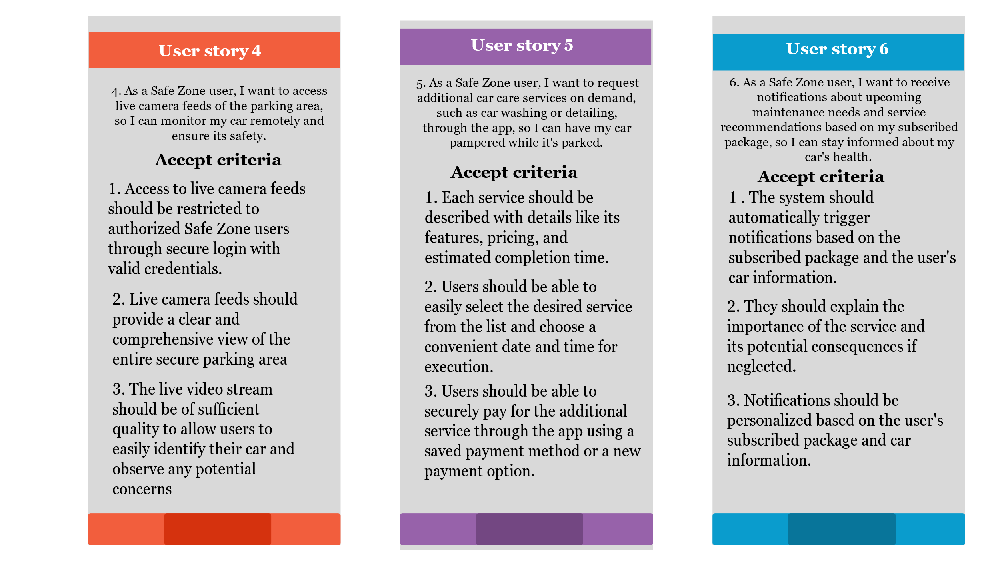 User story 4
4. As a Safe Zone user, I want to access
live camera feeds of the parking area,
so I can monitor my car remotely and
ensure its safety.
Accept criteria
1. Access to live camera feeds
should be restricted to
authorized Safe Zone users
through secure login with
valid credentials.
2. Live camera feeds should
provide a clear and
comprehensive view of the
entire secure parking area
3. The live video stream
should be of sufficient
quality to allow users to
easily identify their car and
observe any potential
concerns
User story 5
5. As a Safe Zone user, I want to request
additional car care services on demand,
such as car washing or detailing,
through the app, so I can have my car
pampered while it's parked.
Accept criteria
1. Each service should be
described with details like its
features, pricing, and
estimated completion time.
2. Users should be able to
easily select the desired service
from the list and choose a
convenient date and time for
execution.
3. Users should be able to
securely pay for the additional
service through the app using a
saved payment method or a new
payment option.
User story 6
6. As a Safe Zone user, I want to receive
notifications about upcoming
maintenance needs and service
recommendations based on my subscribed
package, so I can stay informed about my
car's health.
Accept criteria
1 . The system should
automatically trigger
notifications based on the
subscribed package and the user's
car information.
2. They should explain the
importance of the service and
its potential consequences if
neglected.
3. Notifications should be
personalized based on the user's
subscribed package and car
information.